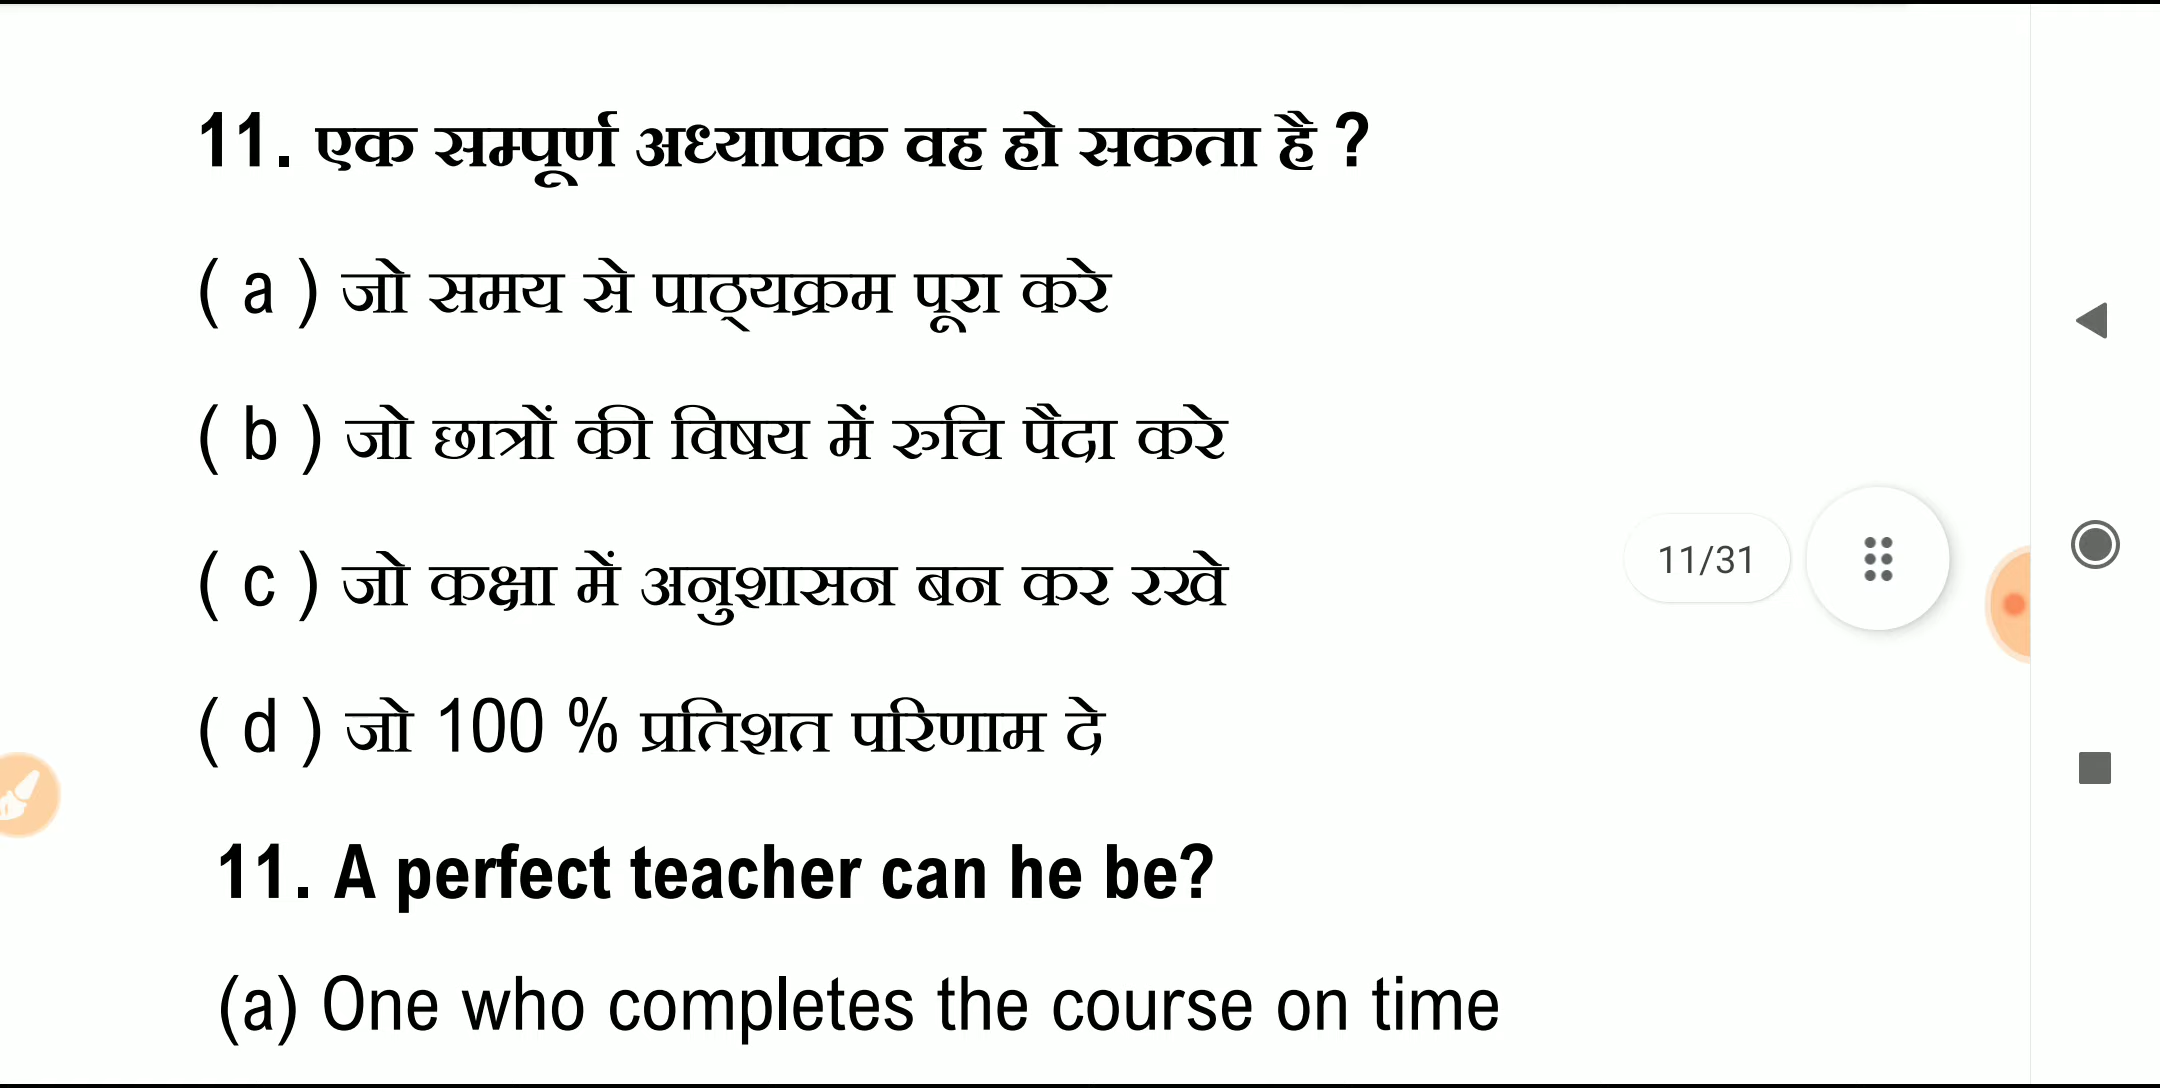 11. एक सम्पूर्ण अध्यापक वह हो सकता है ?
( a ) जो समय से पाठ्यक्रम पूरा करे
( b ) जो छात्रों की विषय में रुचि पैदा करे
( c ) जो कक्षा में अनुशासन बन कर रखे
( d ) जो 100 % प्रतिशत परिणाम दे
11/31
11. A perfect teacher can he be?
(a) One who completes the course on time